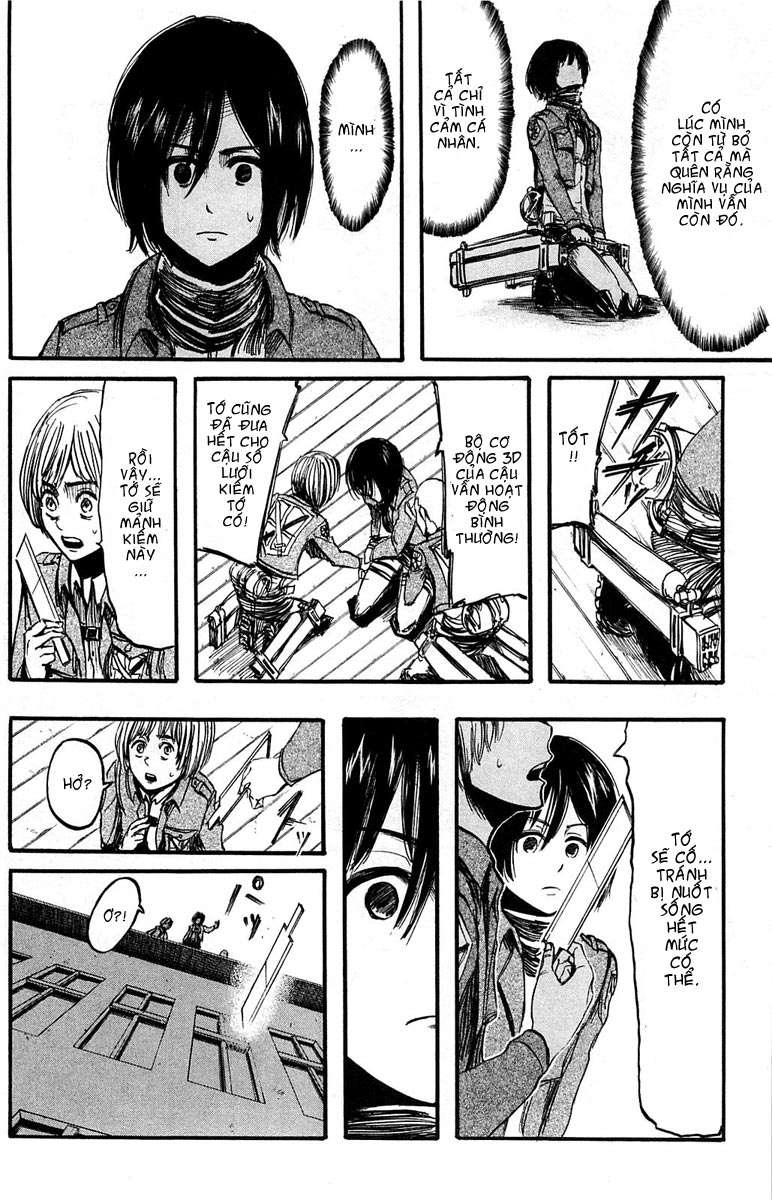 CÓ
LÚC MÌNH
CÒN TỪ BỎ
TẤT CẢ MÀ
QUÊN RẰNG
NGHĨA VỤ CỦA
MÌNH VẪN
CÒN ĐÓ.
TẤT
CẢ CHỈ
VÌ TÌNH
CẢM CÁ
NHÂN.
MÌNH
...
TỐT
!!
BỘ CƠ
ĐỘNG 3D
CỦA CẬU
VẪN HOẠT
ĐỘNG
BÌNH
THƯỜNG!
TỚ CŨNG
ĐÃ ĐƯA
HẾT CHO
CẬU SỐ
LƯỠI
KIẾM
TỚ
CÓ!
RỒI
VẬY...
TỚ SẼ
GIỮ
MẢNH
KIẾM
NÀY
...
TỚ
SẼ CỐ...
TRÁNH
BỊ NUỐT
SỐNG
HẾT
MỨC
CÓ
THỂ.
HỞ?
Ơ?!